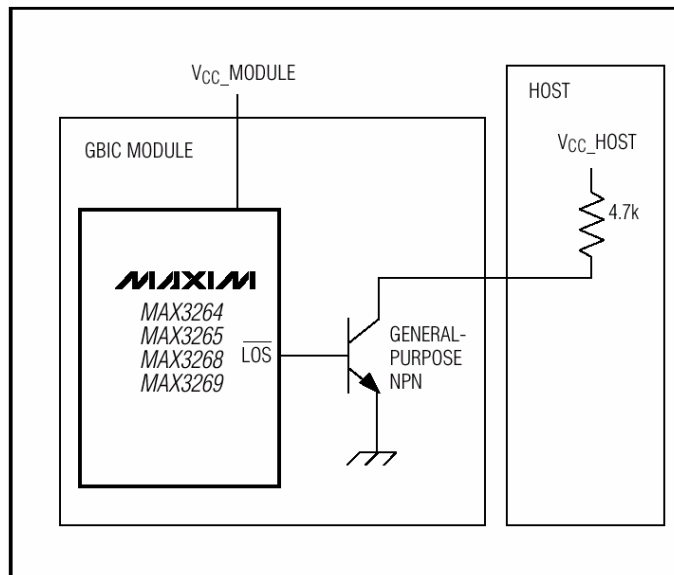 VCC_MODULE
HOST
GBIC MODULE
VCC_HOST
4.7k
MAXIM
MAX3264
MAX3265
MAX3268
MAX3269
LOS
GENERAL-
PURPOSE
NPN